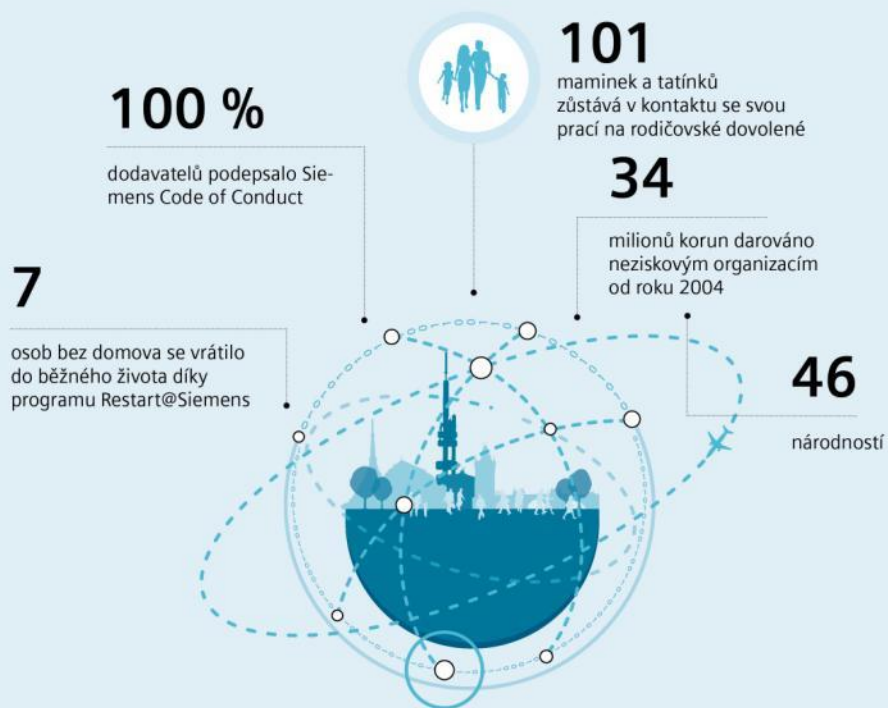 101
maminek a tatínků
zůstává v kontaktu se svou
prací na rodičovské dovolené
100 %
dodavatelů podepsalo Sie-
mens Code of Conduct
34
milionů korun darováno
neziskovým organizacím
od roku 2004
7
osob bez domova se vrátilo
do běžného života díky
programu Restart@Siemens
46
národností